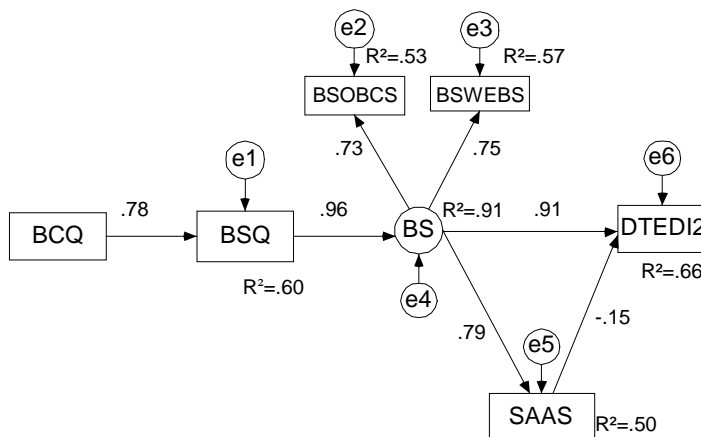 e2
R²=.53
e3
R²=.57
BSOBCS
BSWEBS
.73
.75
e1
e6
BCQ
.78
BSQ
R²=.60
.96
BS
R²=.91
.91
DTEDI2
R²=.66
e4
.79
-.15
e5
SAAS
R²=.50